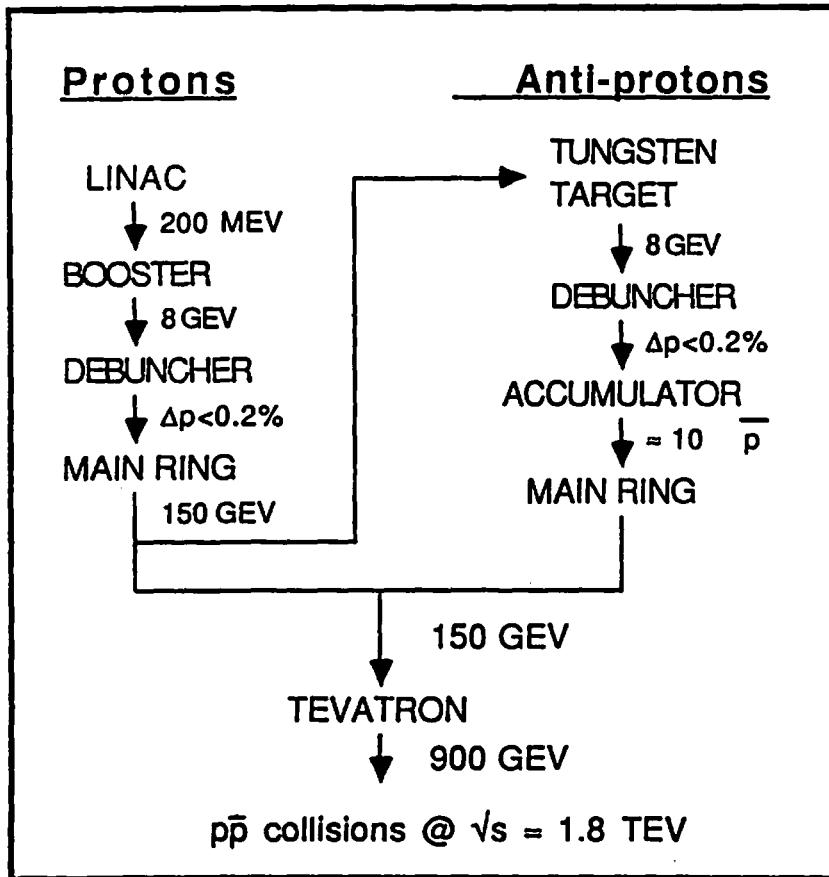 Protons
LINAC
200 MEV
BOOSTER
8 GEV
DEBUNCHER
Δp<0.2%
MAIN RING
150 GEV
Anti-protons
TUNGSTEN
TARGET
8 GEV
DEBUNCHER
Δp<0.2%
ACCUMULATOR
≈ 10 p̅
MAIN RING
150 GEV
TEVATRON
900 GEV
pp̅ collisions @ √s = 1.8 TEV